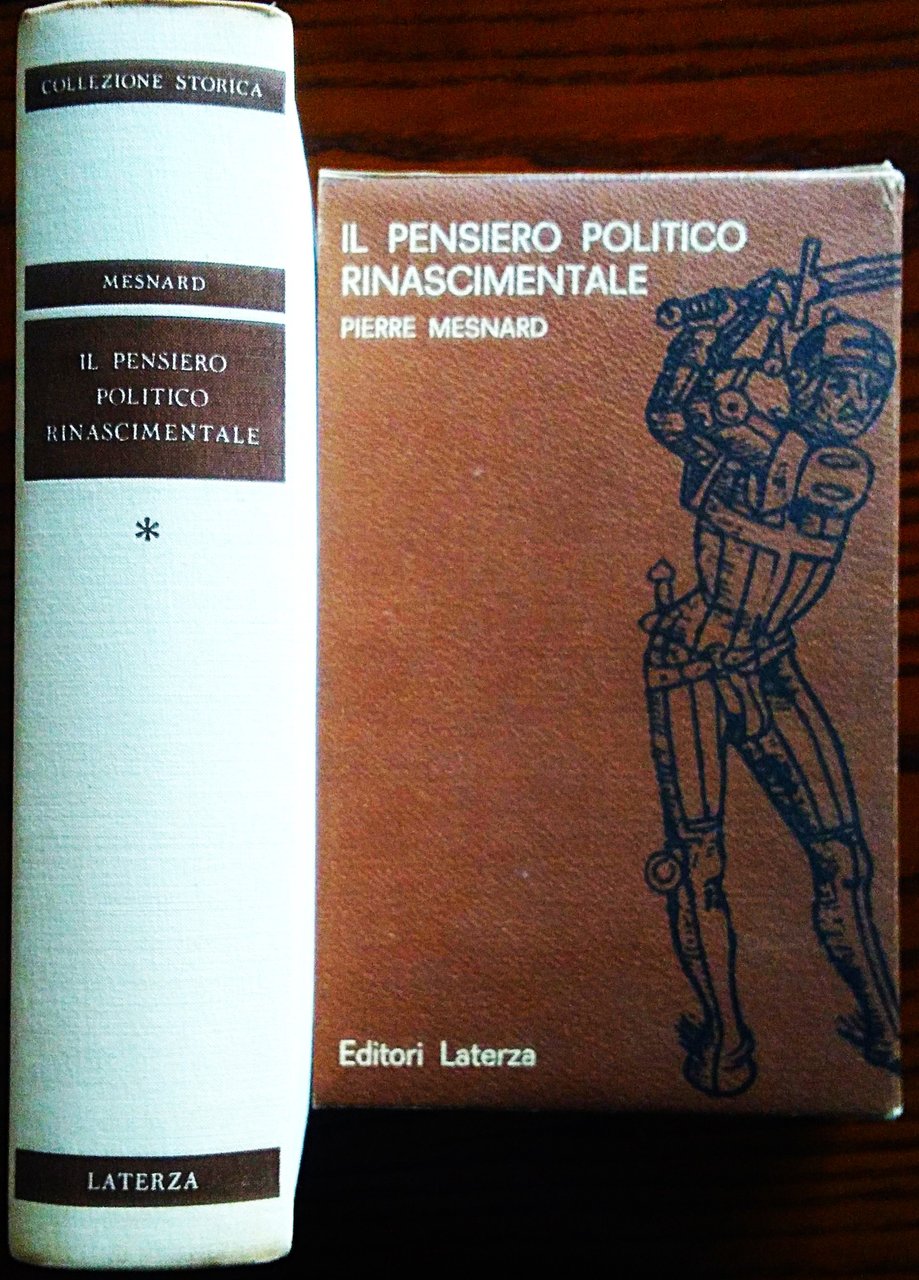 COLLEZIONE STORICA
MESNARD
IL PENSIERO
POLITICO
RINASCIMENTALE
*
LATERZA
IL PENSIERO POLITICO
RINASCIMENTALE
PIERRE MESNARD
Editori Laterza